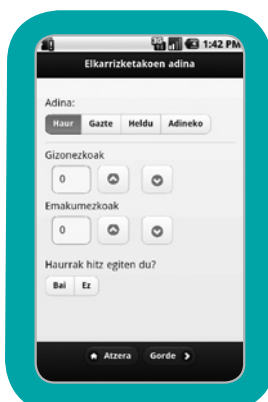 3G 1:42 PM
Elkarrizketakoen adina
Adina:
Haur Gazte Heldu Adineko
Gizonezkoak
0
Emakumezkoak
0
Haurrak hitz egiten du?
Bai Ez
Atzera Gorde